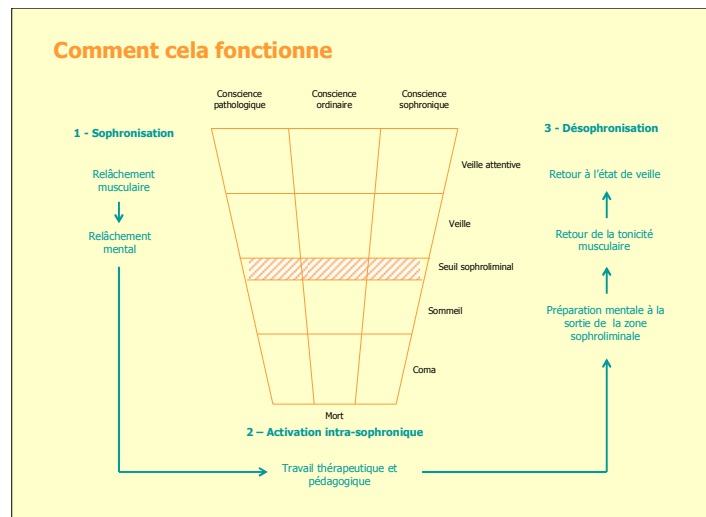 Comment cela fonctionne
Conscience
pathologique
Conscience
ordinaire
Conscience
sophronique
1 - Sophronisation
Relâchement
musculaire
Relâchement
mental
Veille attentive
Veille
Seuil sophroliminal
Sommeil
Coma
Mort
2 – Activation intra-sophronique
Travail thérapeutique et
pédagogique
3 - Désophronisation
Retour à l'état de veille
Retour de la tonicité
musculaire
Préparation mentale à la
sortie de la zone
sophroliminale